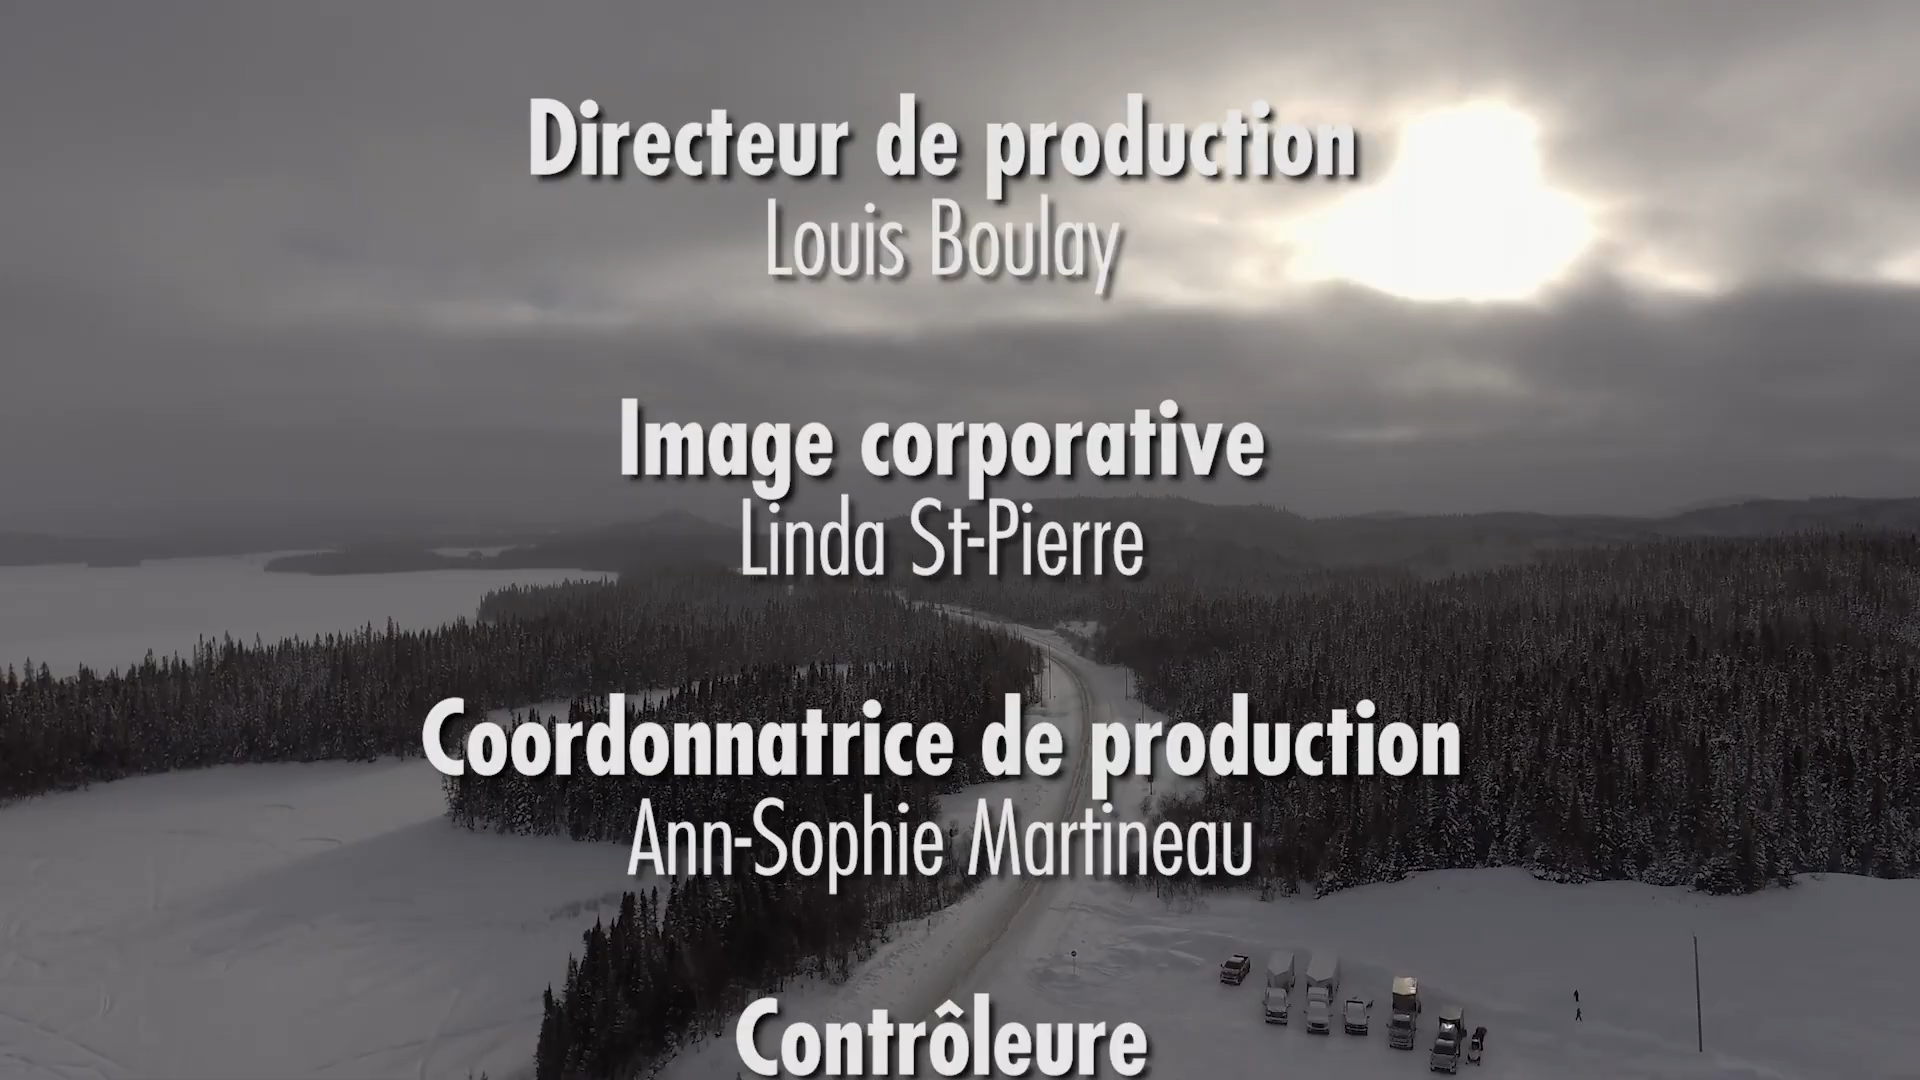 Directeur de production
Louis Boulay
Image corporative
Linda St-Pierre
Coordonnatrice de production
Ann-Sophie Martineau
Contrôleure